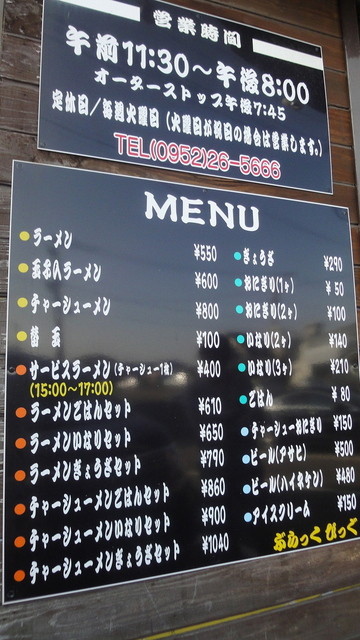 営業時間
午前11:30～午後8:00
オーダーストップ午後7:45
定休日／毎週火曜日（火曜日が祝日の場合は営業します。）
TEL(0952)26-5666
MENU
ラーメン ¥550
玉子入ラーメン ¥600
チャーシューメン ¥800
替玉 ¥100
サービスラーメン（チャーシュー1枚） ¥400
(15:00～17:00)
ラーメンごはんセット ¥610
ラーメンいなりセット ¥650
ラーメンぎょうざセット ¥790
チャーシューメンごはんセット ¥860
チャーシューメンいなりセット ¥900
チャーシューメンぎょうざセット ¥1040
ぎょうざ ¥290
おにぎり（1ヶ） ¥50
おにぎり（2ヶ） ¥100
いなり（2ヶ） ¥140
いなり（3ヶ） ¥210
ごはん ¥80
チャーシューおにぎり ¥150
ビール（アサヒ） ¥500
ビール（ハイネケン） ¥480
アイスクリーム ¥150
ぶらっくぴっぐ